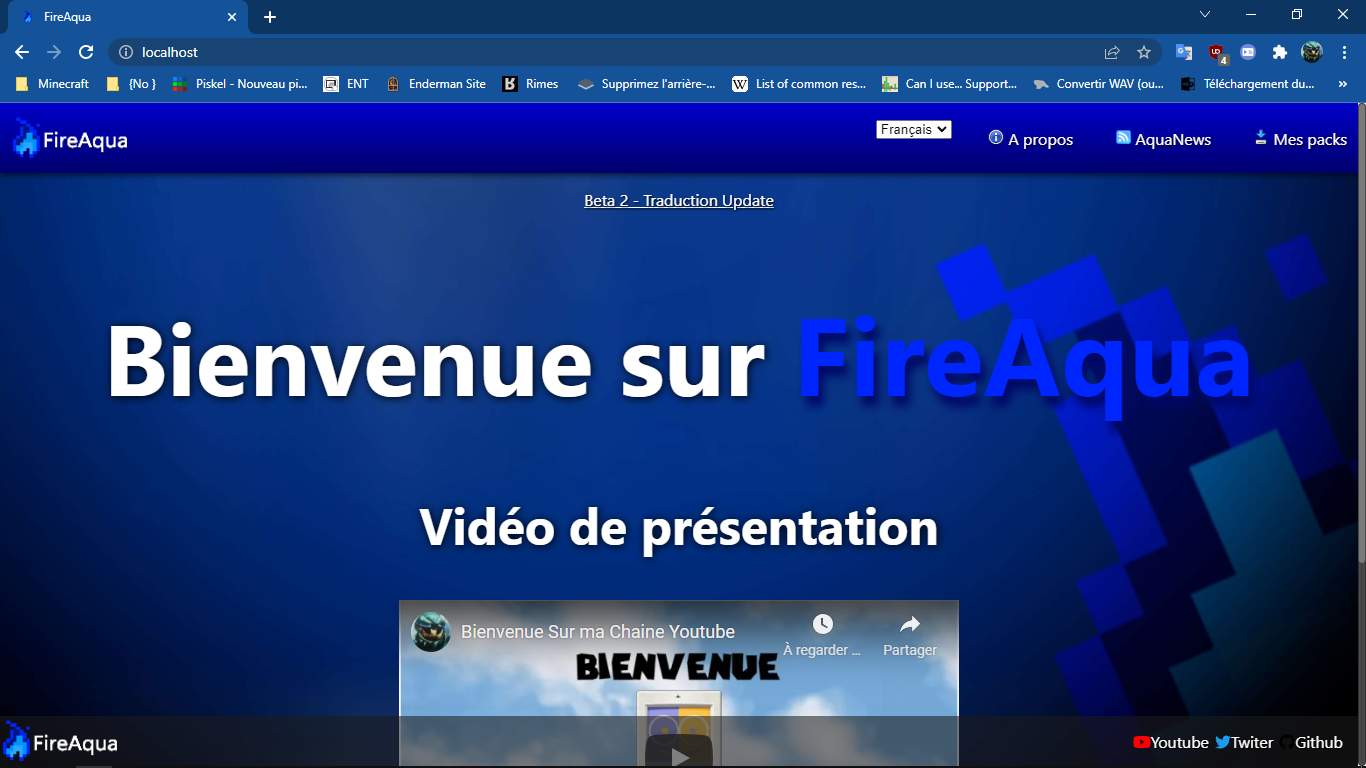 FireAqua
localhost
4
Minecraft {No } Piskel - Nouveau pi... ENT Enderman Site Rimes Supprimez l'arrière-... List of common res... Can I use... Support... Convertir WAV (ou... Téléchargement du... »
FireAqua Français A propos AquaNews Mes packs
Beta 2 - Traduction Update
Bienvenue sur FireAqua
Vidéo de présentation
Bienvenue Sur ma Chaine Youtube
À regarder ... Partager
BIENVENUE
FireAqua Youtube Twiter Github